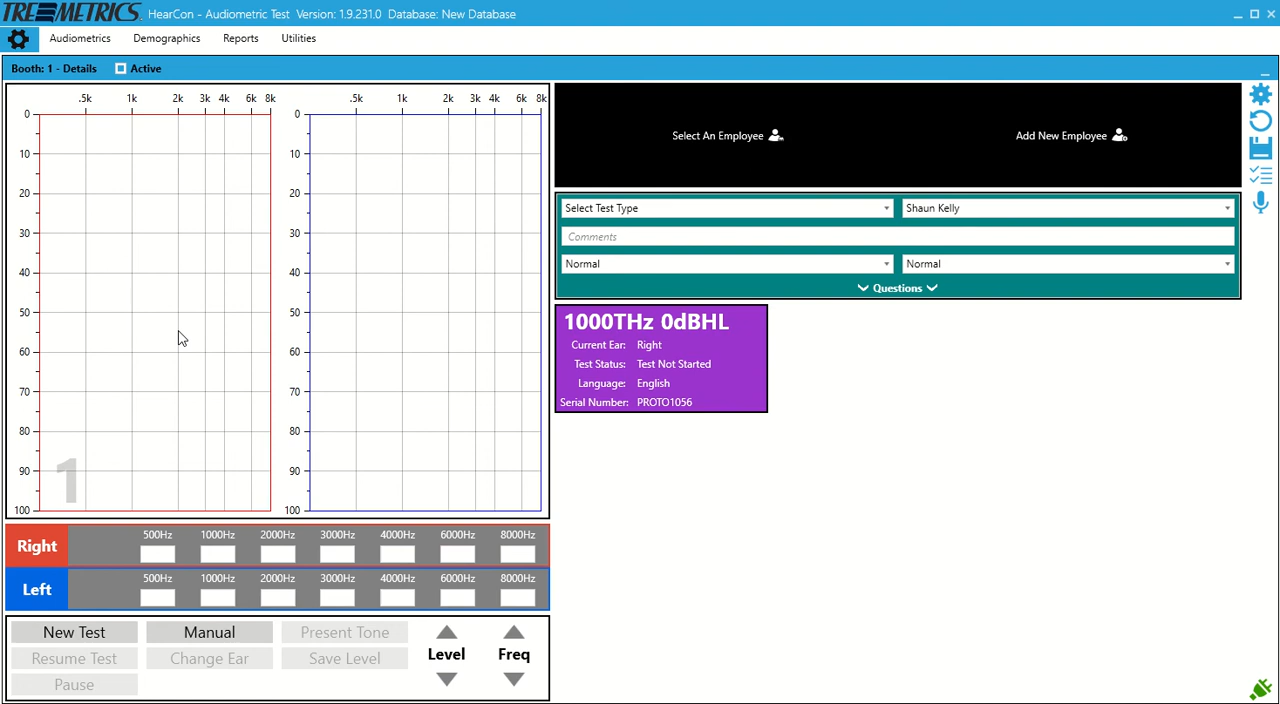 TREMETRICS. HearCon - Audiometric Test Version: 1.9.231.0 Database: New Database
Audiometrics Demographics Reports Utilities
Booth: 1 - Details Active
.5k 1k 2k 3k 4k 6k 8k .5k 1k 2k 3k 4k 6k 8k
0 0
10 10
20 20
30 30
40 40
50 50
60 60
70 70
80 80
90 90
100 100
1
Select An Employee Add New Employee
Select Test Type Shaun Kelly
Comments
Normal Normal
Questions
1000THz 0dBHL
Current Ear: Right
Test Status: Test Not Started
Language: English
Serial Number: PROTO1056
500Hz 1000Hz 2000Hz 3000Hz 4000Hz 6000Hz 8000Hz
Right
500Hz 1000Hz 2000Hz 3000Hz 4000Hz 6000Hz 8000Hz
Left
New Test Manual Present Tone
Resume Test Change Ear Save Level
Pause
Level Freq